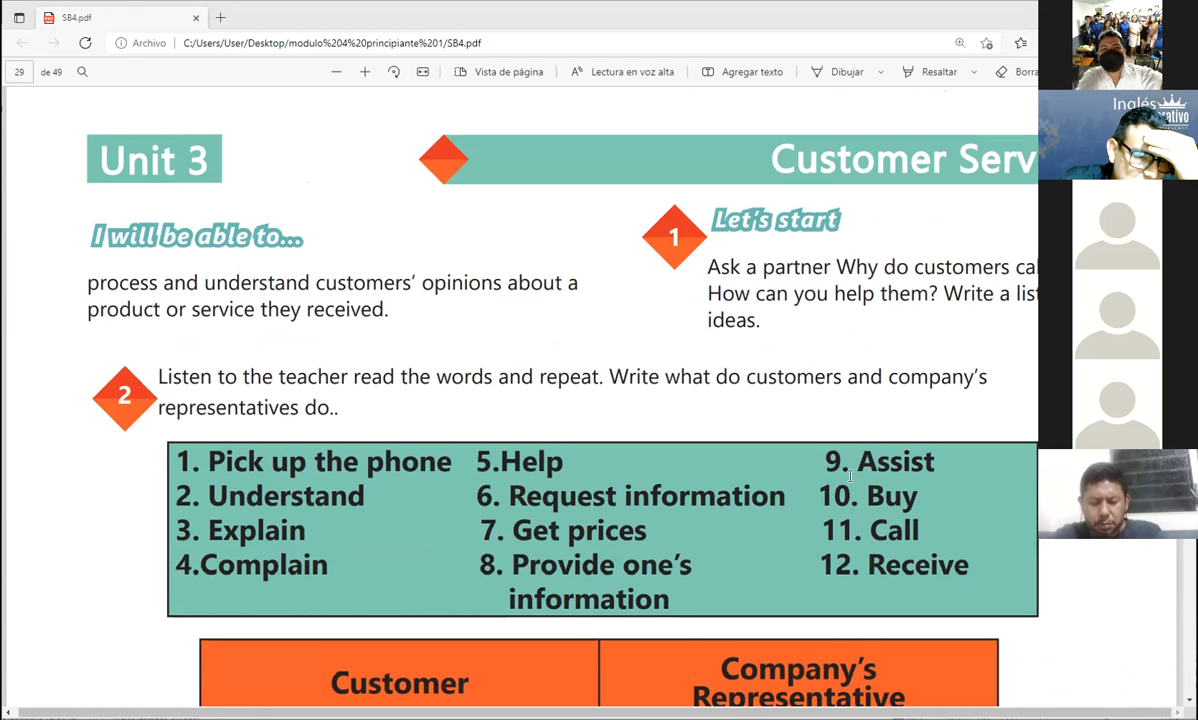 SB4.pdf
Archivo
C:/Users/User/Desktop/modulo%204%20principiante%201/SB4.pdf
29
de 49
Vista de página
Lectura en voz alta
Agregar texto
Dibujar
Resaltar
Borra
Inglés
Unit 3
Customer Serv
I will be able to...
process and understand customers' opinions about a
product or service they received.
1
Let's start
Ask a partner Why do customers cal
How can you help them? Write a list
ideas.
2
Listen to the teacher read the words and repeat. Write what do customers and company's
representatives do..
1. Pick up the phone
2. Understand
3. Explain
4.Complain
5.Help
6. Request information
7. Get prices
8. Provide one's
information
9. Assist
10. Buy
11. Call
12. Receive
Customer
Company's
Representative